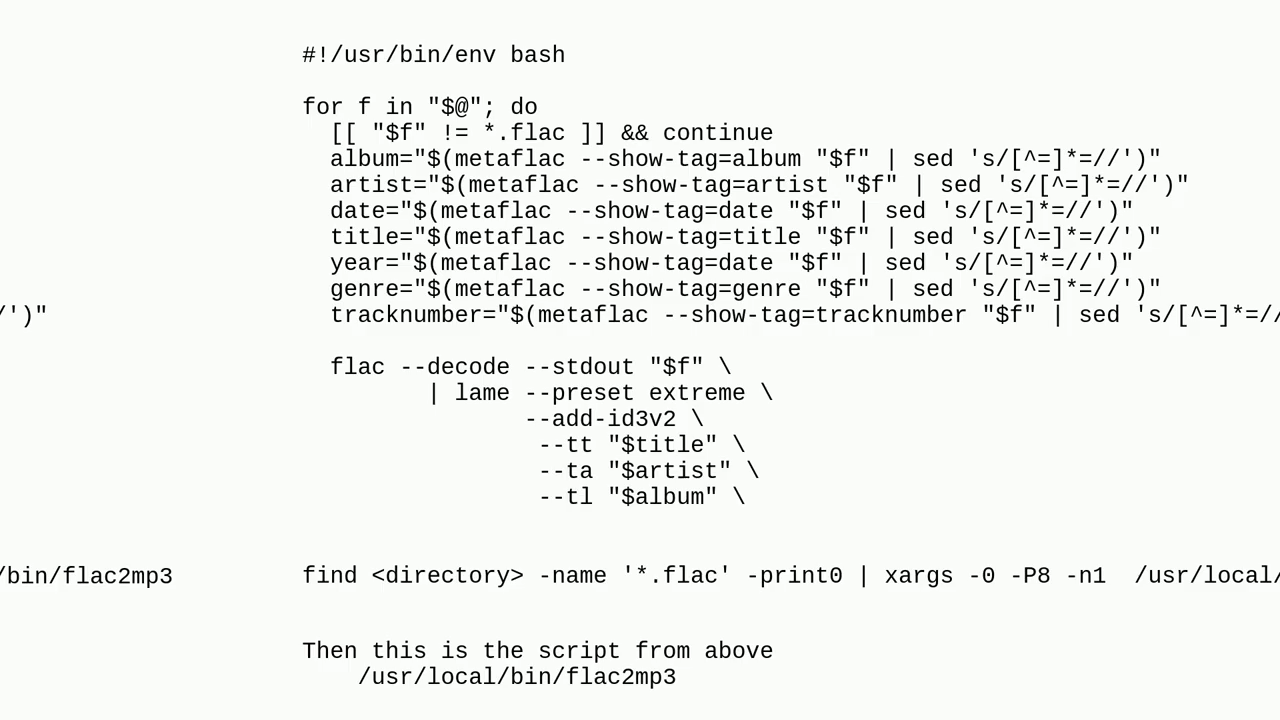 #!/usr/bin/env bash
for f in "$@"; do
[[ "$f" != *.flac ]] && continue
album="$(metaflac --show-tag=album "$f" | sed 's/[^=]*=//')"
artist="$(metaflac --show-tag=artist "$f" | sed 's/[^=]*=//')"
date="$(metaflac --show-tag=date "$f" | sed 's/[^=]*=//')"
title="$(metaflac --show-tag=title "$f" | sed 's/[^=]*=//')"
year="$(metaflac --show-tag=date "$f" | sed 's/[^=]*=//')"
genre="$(metaflac --show-tag=genre "$f" | sed 's/[^=]*=//')"
/')" tracknumber="$(metaflac --show-tag=tracknumber "$f" | sed 's/[^=]*=//
flac --decode --stdout "$f" \
| lame --preset extreme \
--add-id3v2 \
--tt "$title" \
--ta "$artist" \
--tl "$album" \
/bin/flac2mp3 find <directory> -name '*.flac' -print0 | xargs -0 -P8 -n1  /usr/local/
Then this is the script from above
/usr/local/bin/flac2mp3